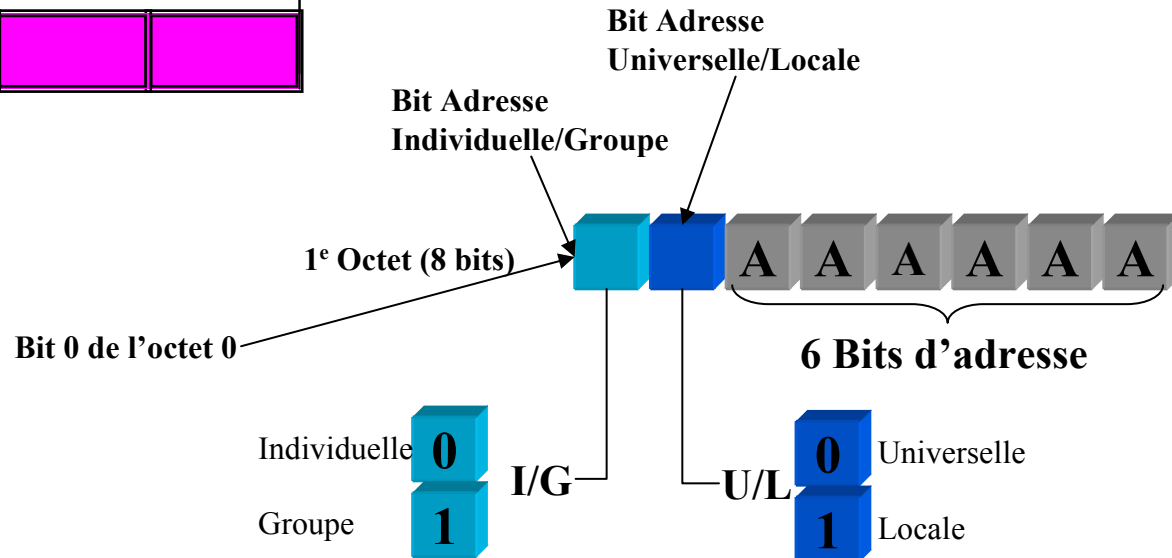 Bit Adresse
Universelle/Locale
Bit Adresse
Individuelle/Groupe
1e Octet (8 bits)
A A A A A A
Bit 0 de l’octet 0
6 Bits d’adresse
Individuelle 0
I/G
Groupe 1
U/L
0 Universelle
1 Locale